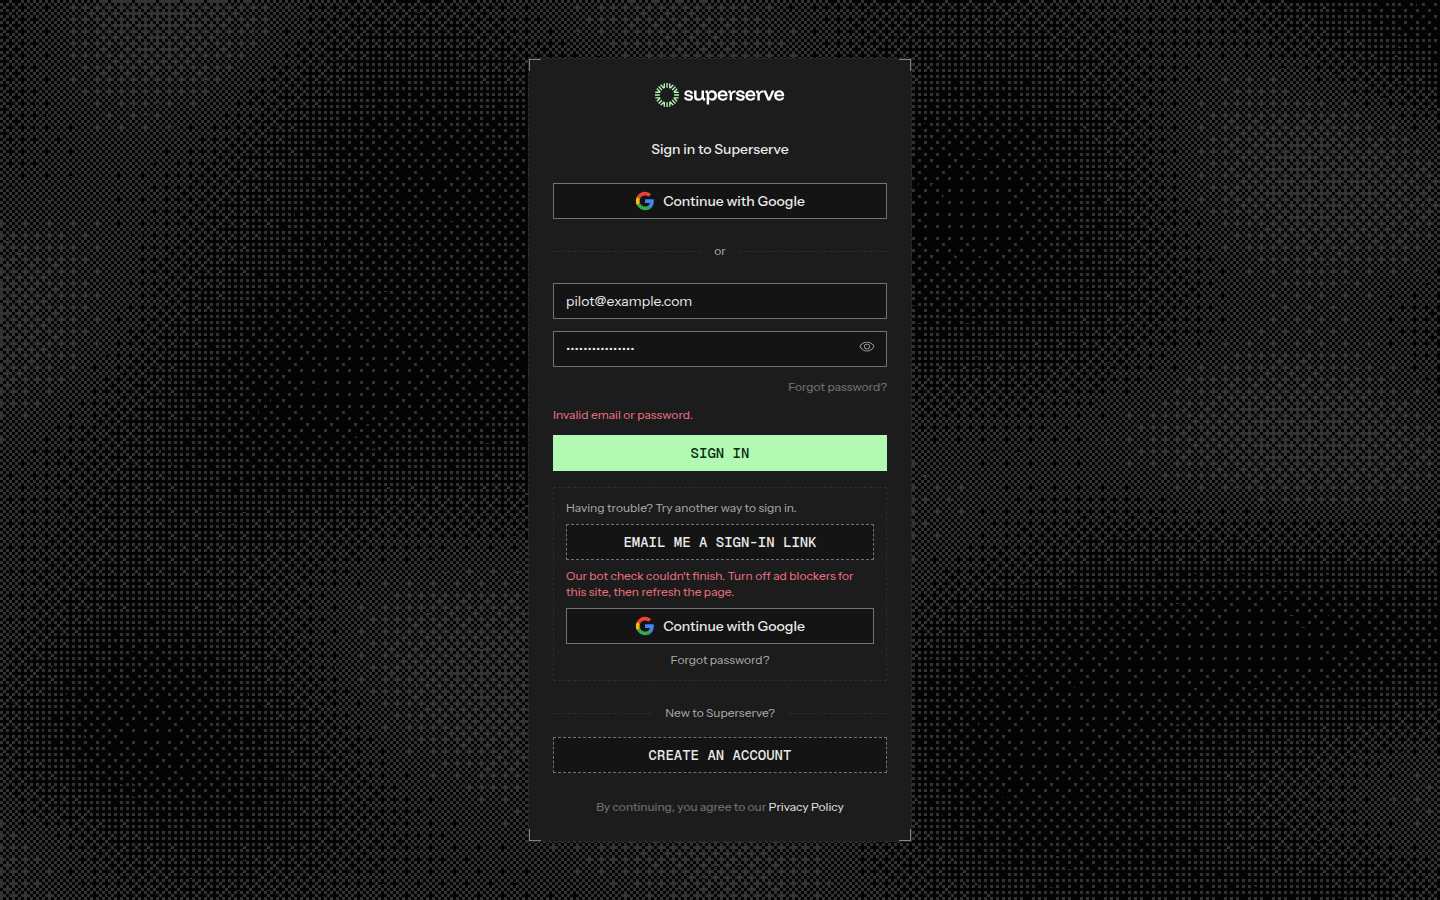 superserve
Sign in to Superserve
Continue with Google
or
pilot@example.com
••••••••••••••••
Forgot password?
Invalid email or password.
SIGN IN
Having trouble? Try another way to sign in.
EMAIL ME A SIGN-IN LINK
Our bot check couldn't finish. Turn off ad blockers for
this site, then refresh the page.
Continue with Google
Forgot password?
New to Superserve?
CREATE AN ACCOUNT
By continuing, you agree to our Privacy Policy